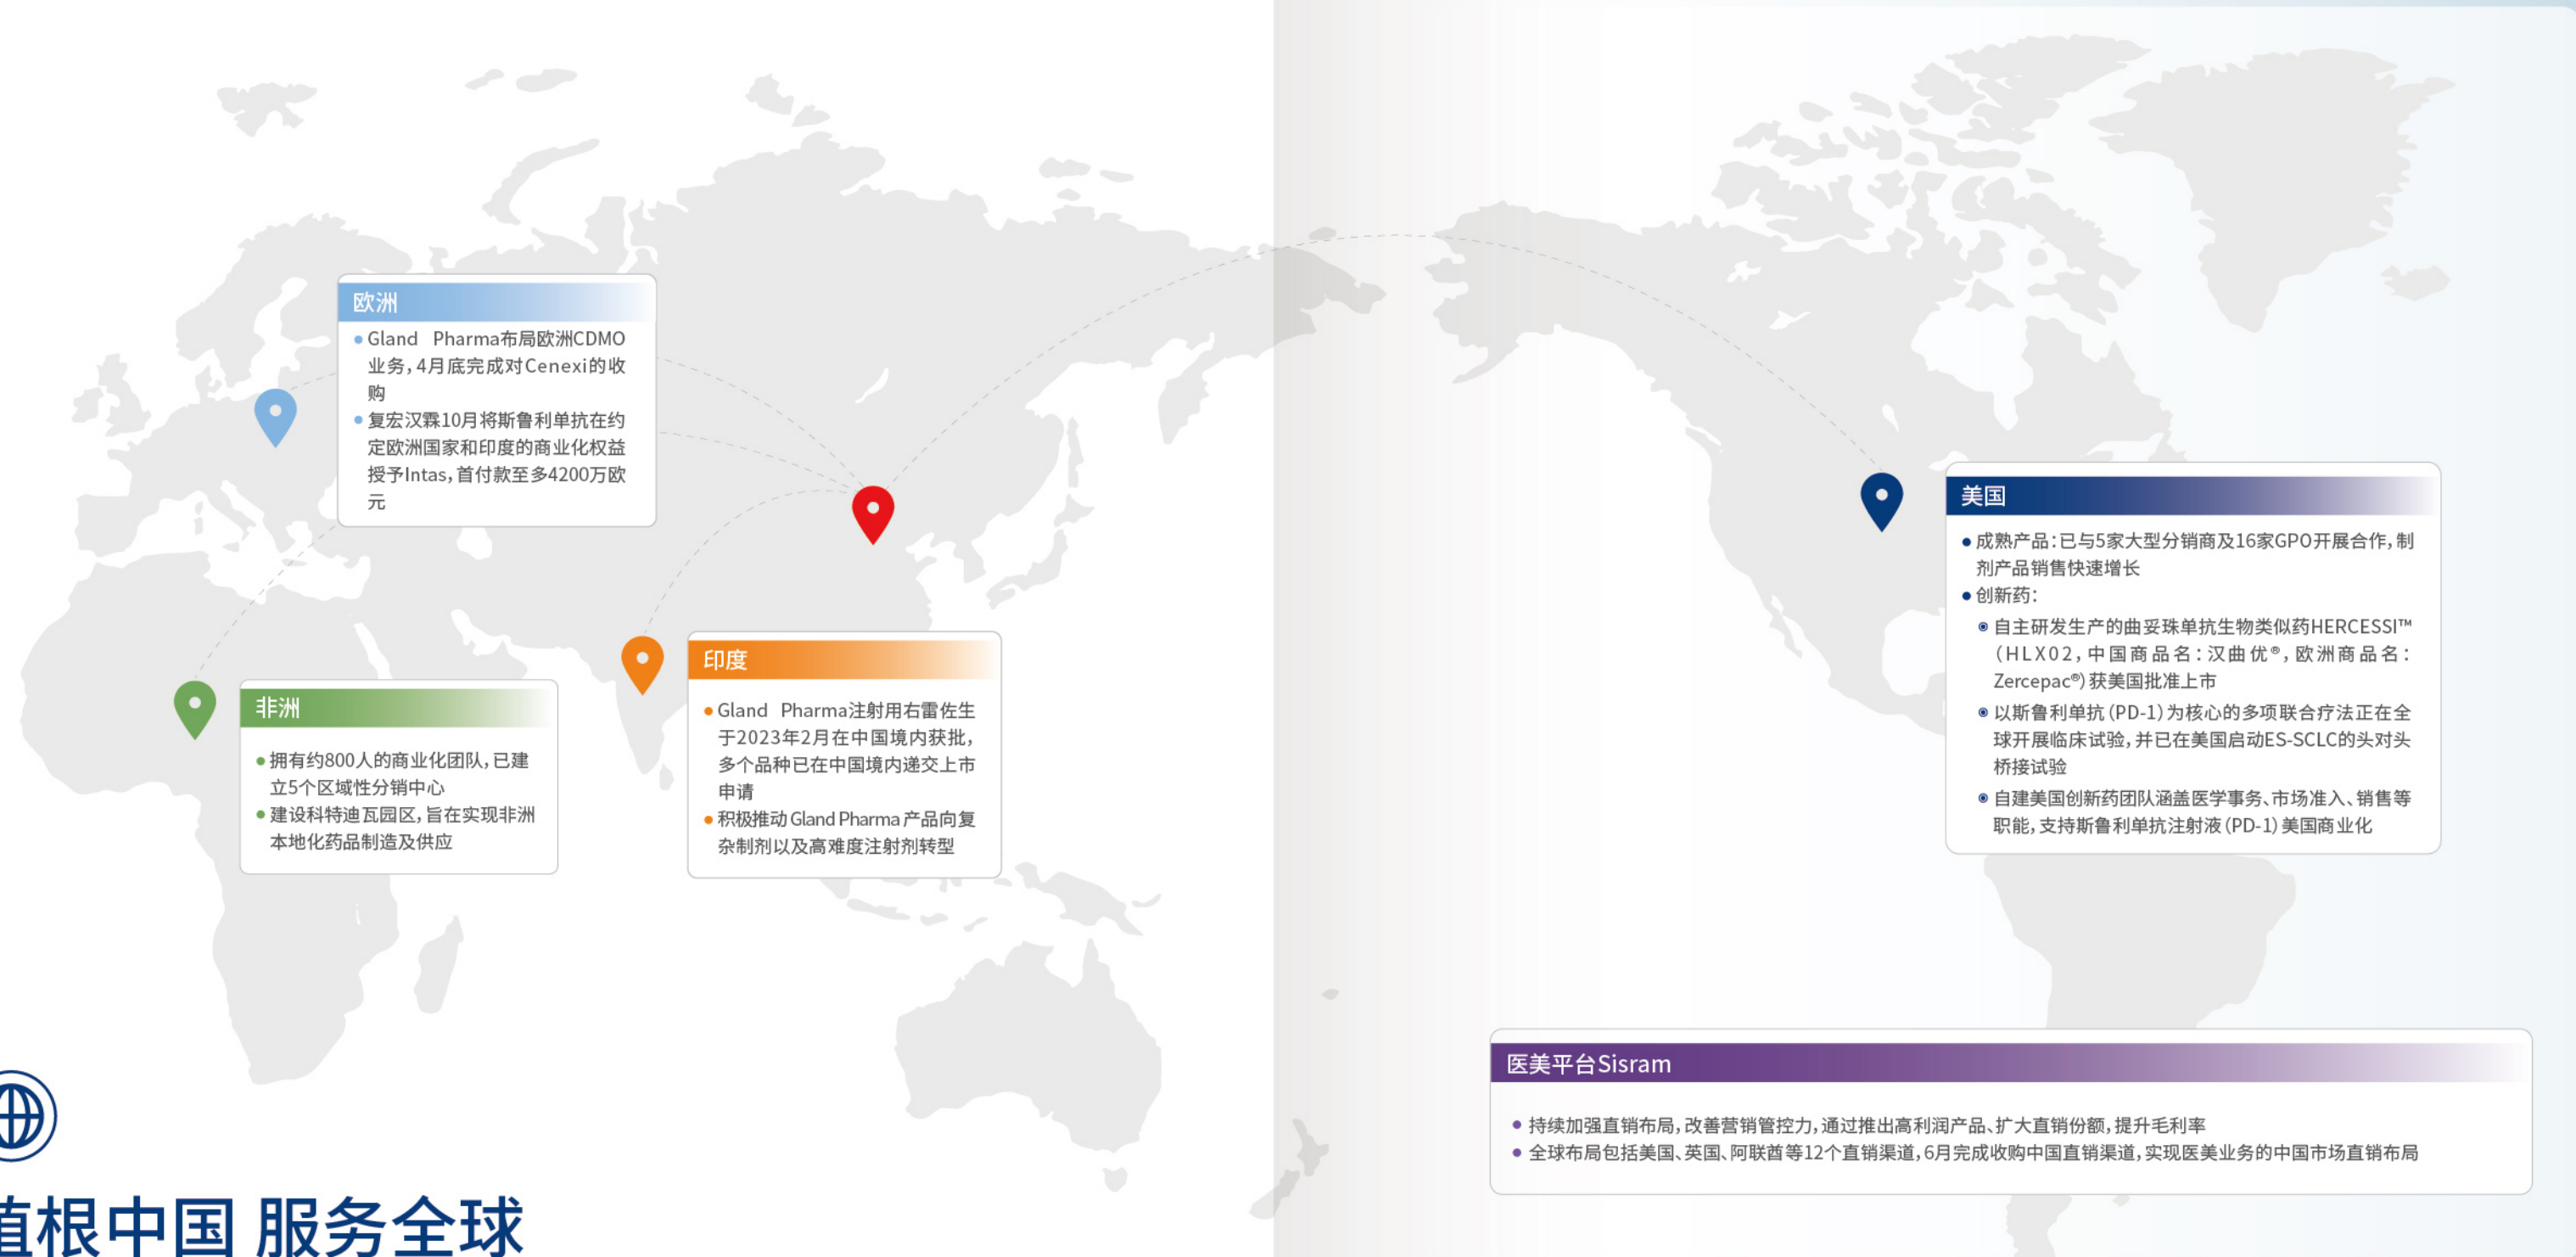 欧洲
Gland Pharma布局欧洲CDMO
业务,4月底完成对Cenexi的收
购
复宏汉霖10月将斯鲁利单抗在约
定欧洲国家和印度的商业化权益
授予Intas,首付款至多4200万欧
元
非洲
拥有约800人的商业化团队,已建
立5个区域性分销中心
建设科特迪瓦园区,旨在实现非洲
本地化药品制造及供应
印度
Gland Pharma注射用右雷佐生
于2023年2月在中国境内获批,
多个品种已在中国境内递交上市
申请
积极推动 Gland Pharma 产品向复
杂制剂以及高难度注射剂转型
美国
成熟产品:已与5家大型分销商及16家GPO开展合作,制
剂产品销售快速增长
创新药:
自主研发生产的曲妥珠单抗生物类似药HERCESSI™
(HLX02,中国商品名:汉曲优®,欧洲商品名:
Zercepac®)获美国批准上市
以斯鲁利单抗(PD-1)为核心的多项联合疗法正在全
球开展临床试验,并已在美国启动ES-SCLC的头对头
桥接试验
自建美国创新药团队涵盖医学事务、市场准入、销售等
职能,支持斯鲁利单抗注射液(PD-1)美国商业化
医美平台Sisram
持续加强直销布局,改善营销管控力,通过推出高利润产品、扩大直销份额,提升毛利率
全球布局包括美国、英国、阿联酋等12个直销渠道,6月完成收购中国直销渠道,实现医美业务的中国市场直销布局
植根中国 服务全球